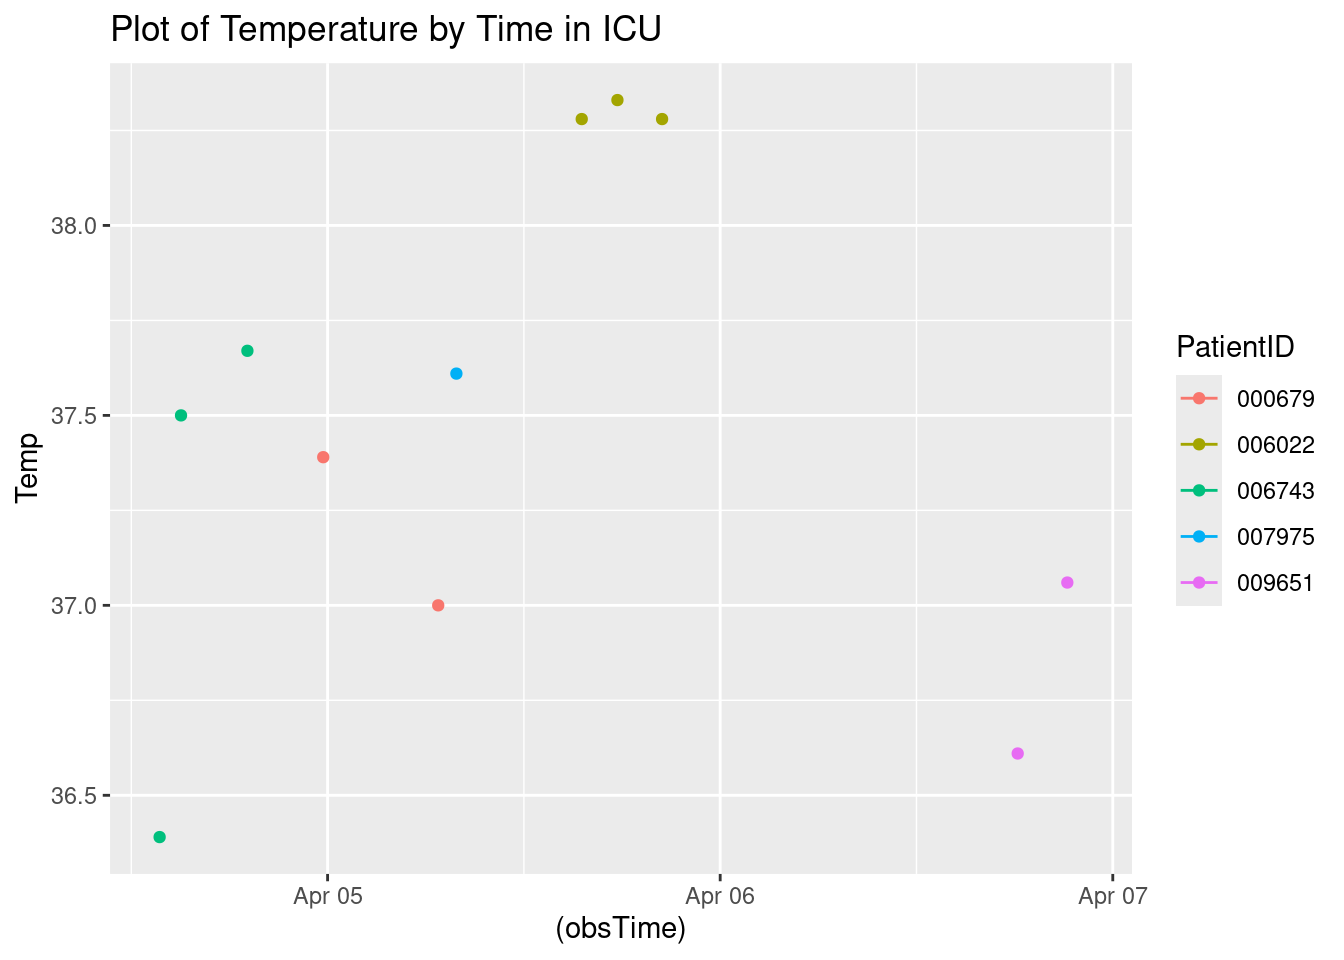 Plot of Temperature by Time in ICU
38.0
37.5
37.0
36.5
Temp
Apr 05
Apr 06
Apr 07
(obsTime)
PatientID
000679
006022
006743
007975
009651